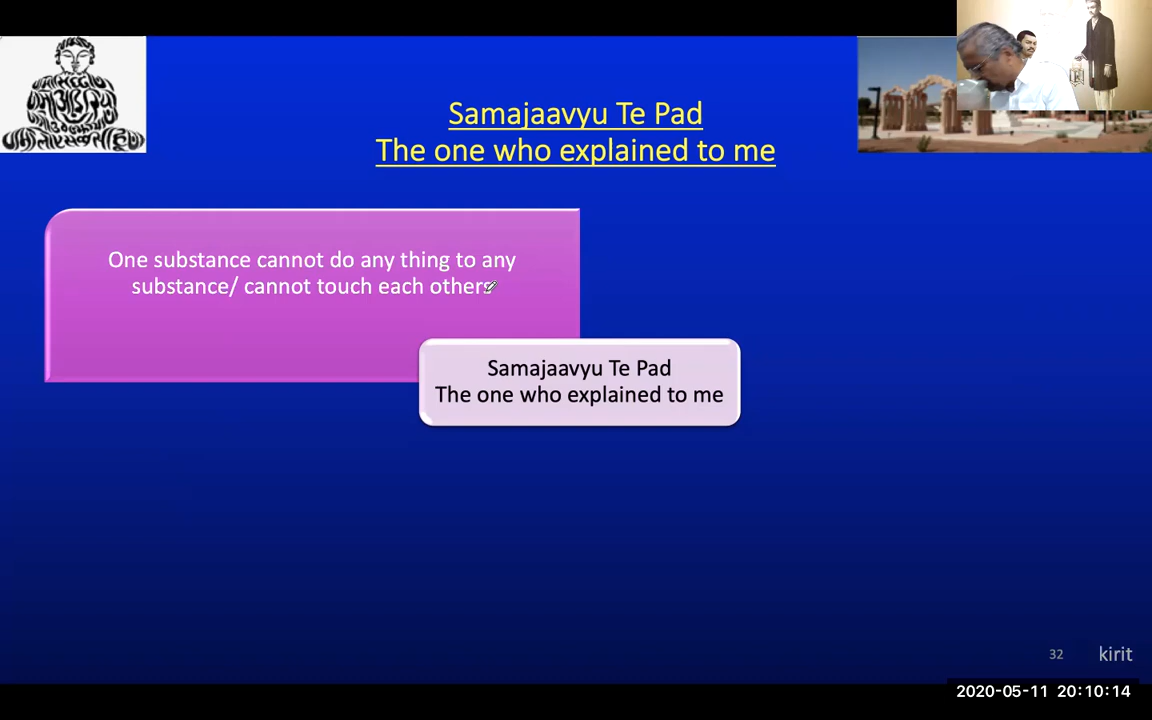 Samajaavyu Te Pad
The one who explained to me
One substance cannot do any thing to any
substance/ cannot touch each others
Samajaavyu Te Pad
The one who explained to me
32
kirit
2020-05-11 20:10:14